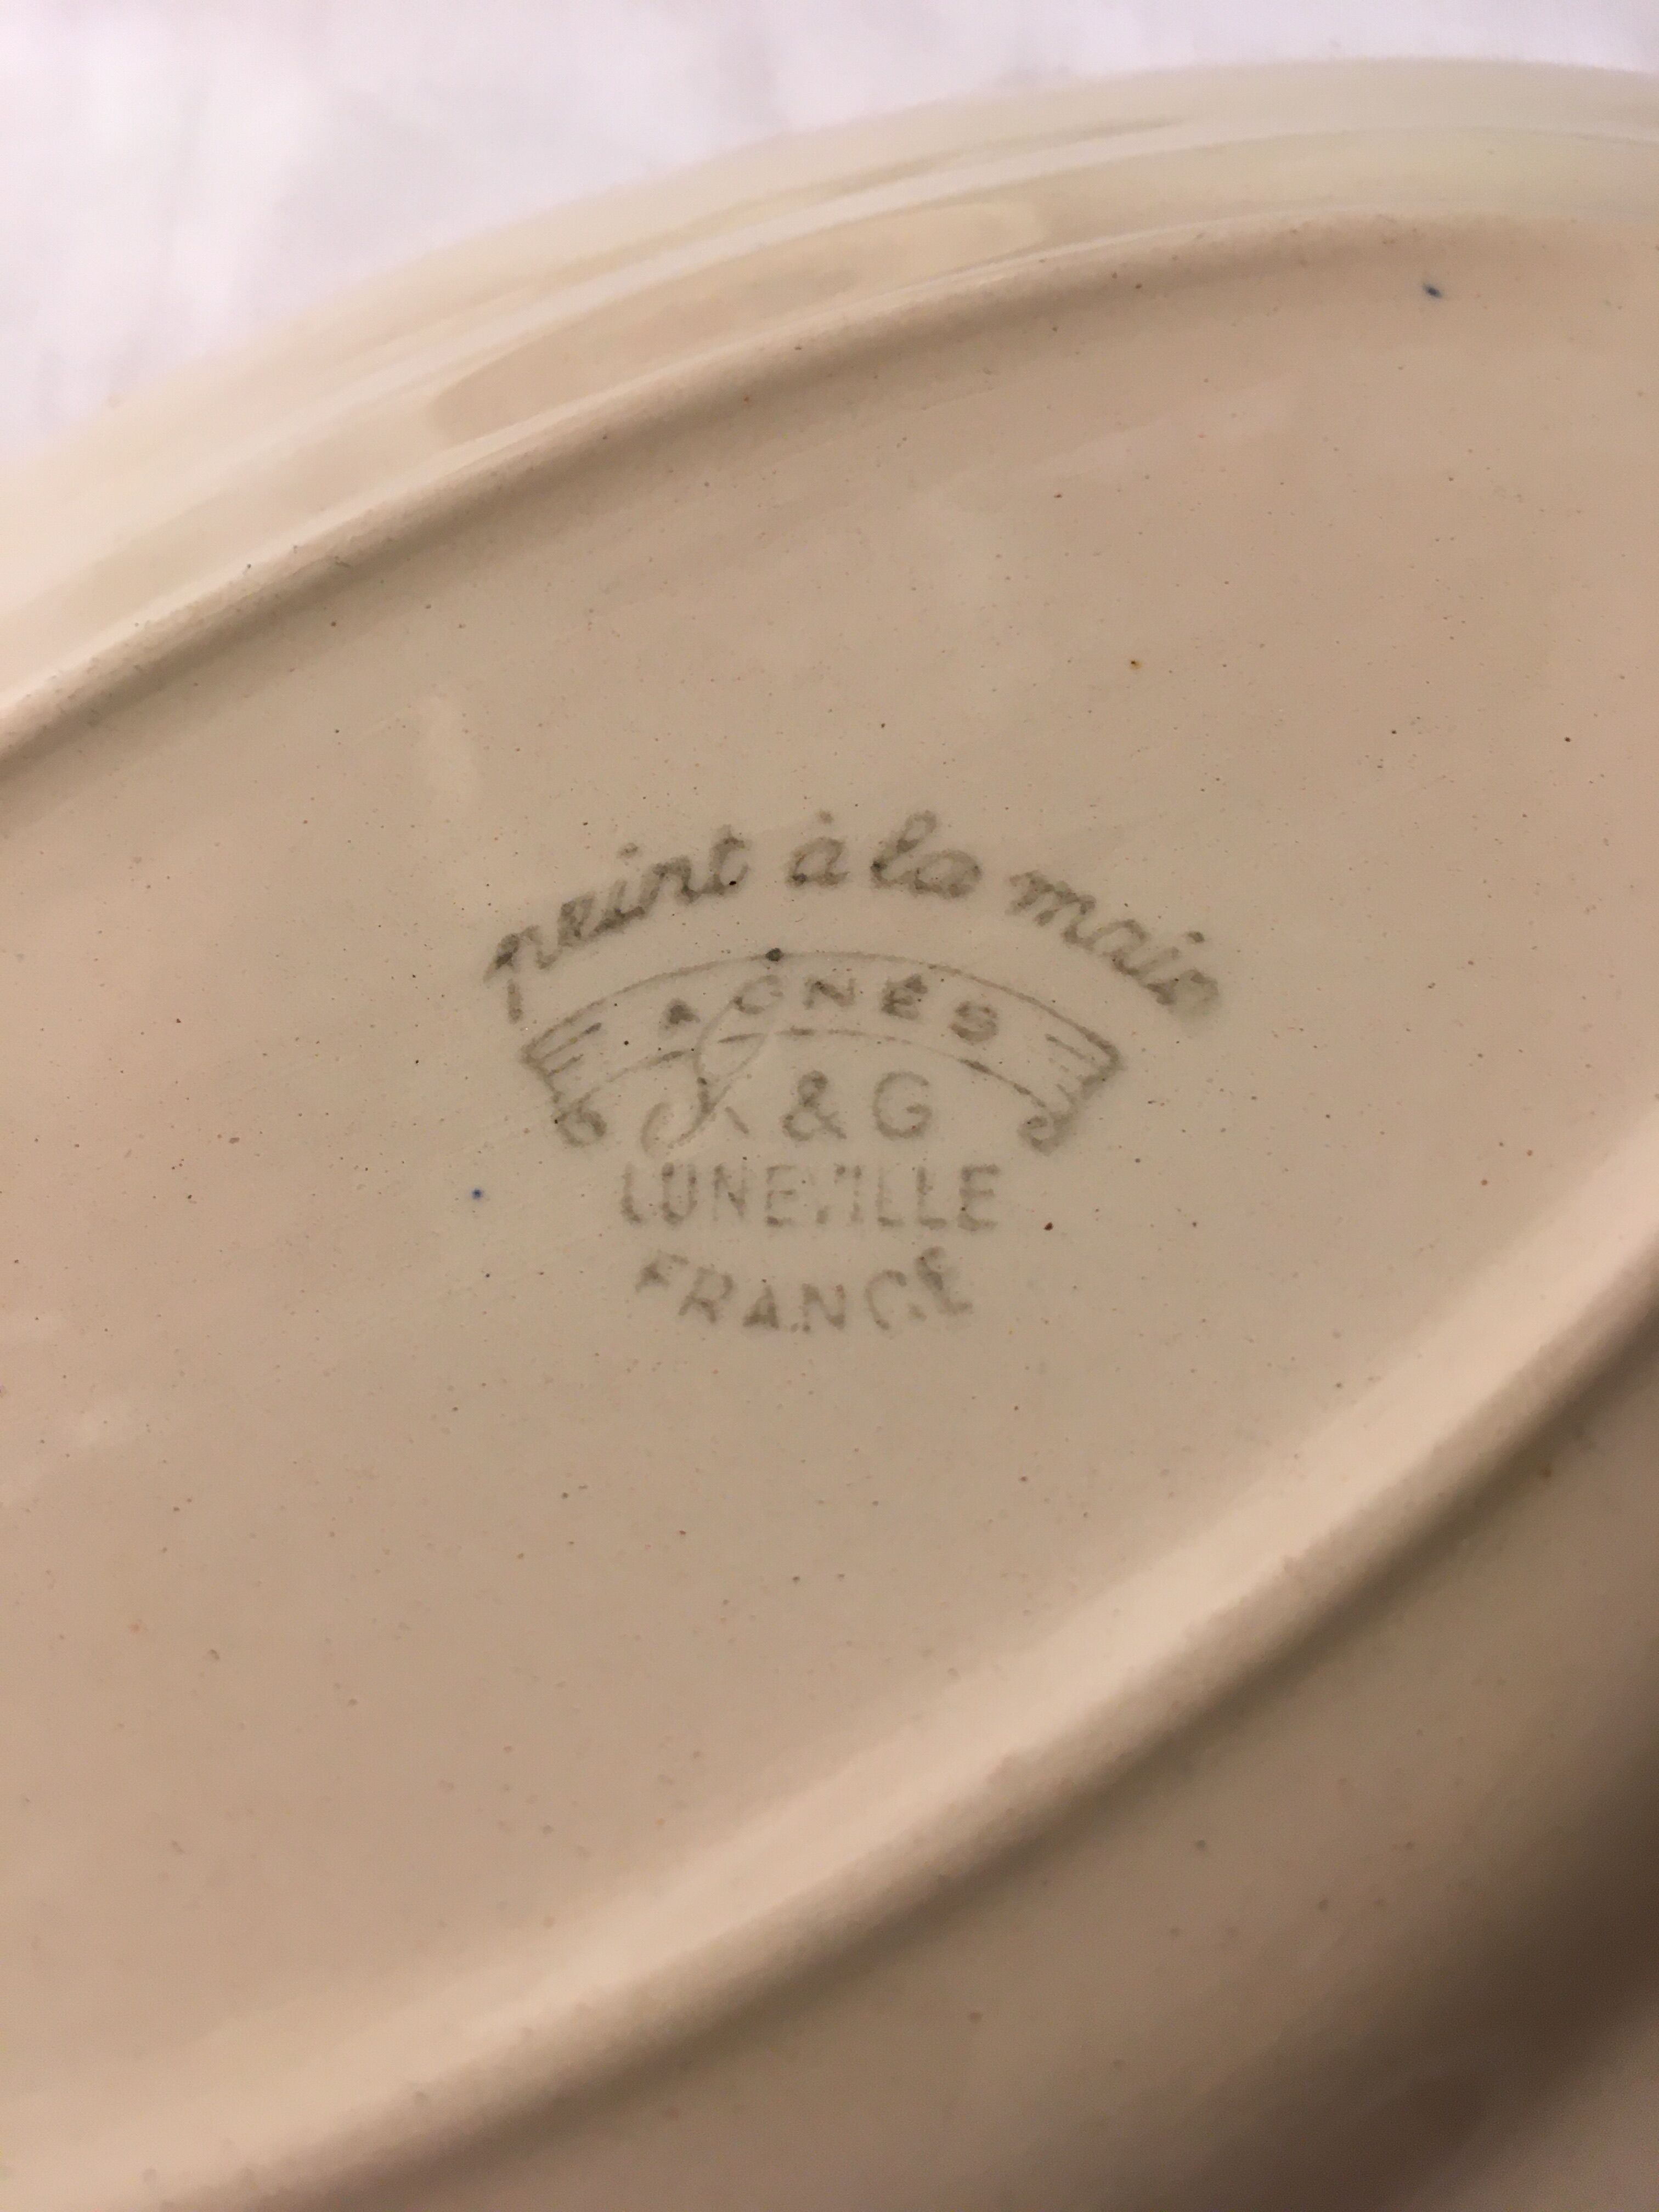 peint à la main
AGNÈS
K & G
LUNEVILLE
FRANCE